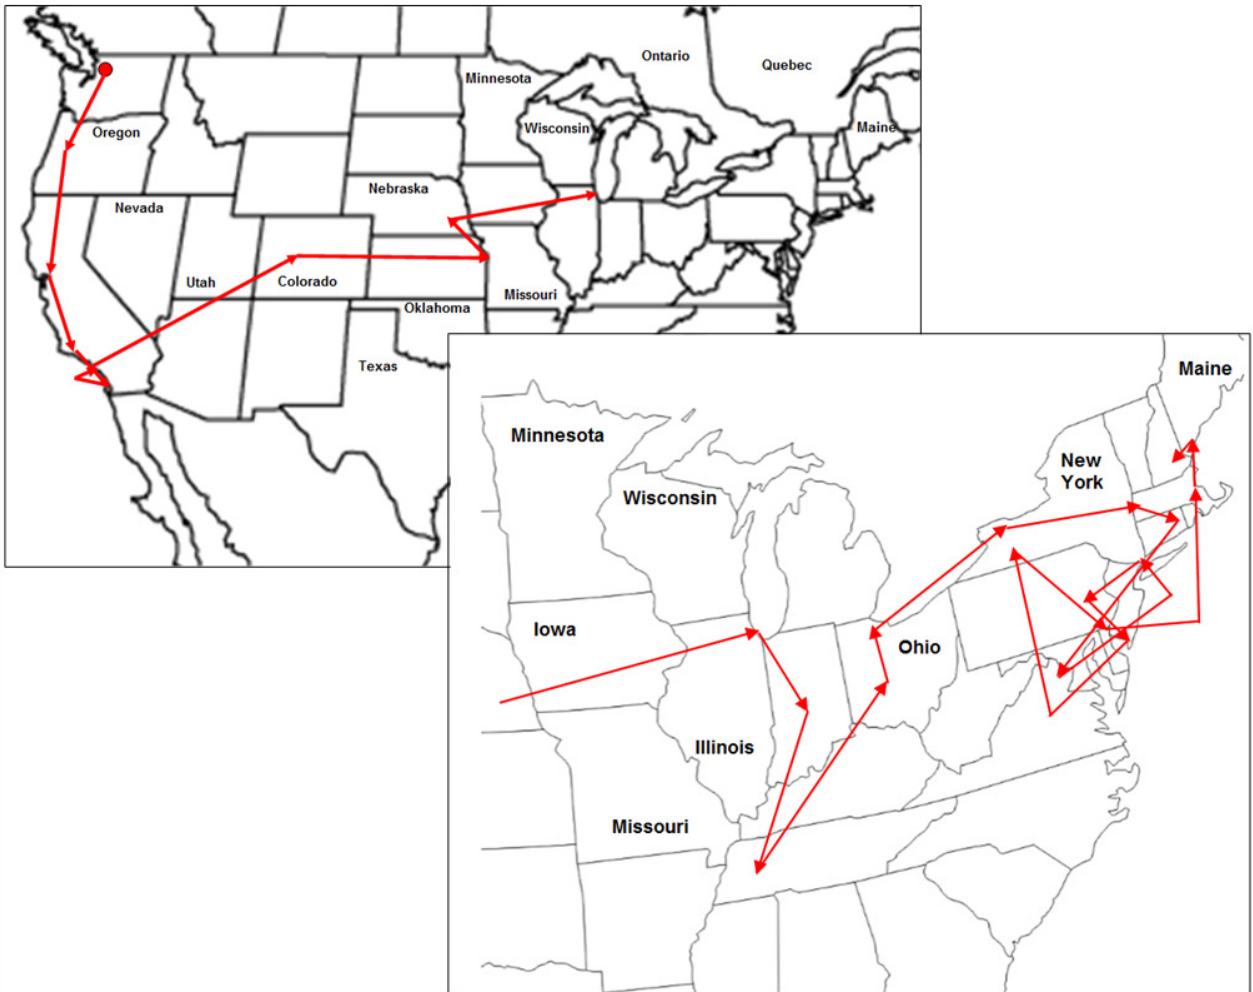 Ontario
Quebec
Minnesota
Wisconsin
Maine
Oregon
Nebraska
Nevada
Utah
Colorado
Missouri
Oklahoma
Texas
Maine
Minnesota
New
York
Wisconsin
Iowa
Ohio
Illinois
Missouri